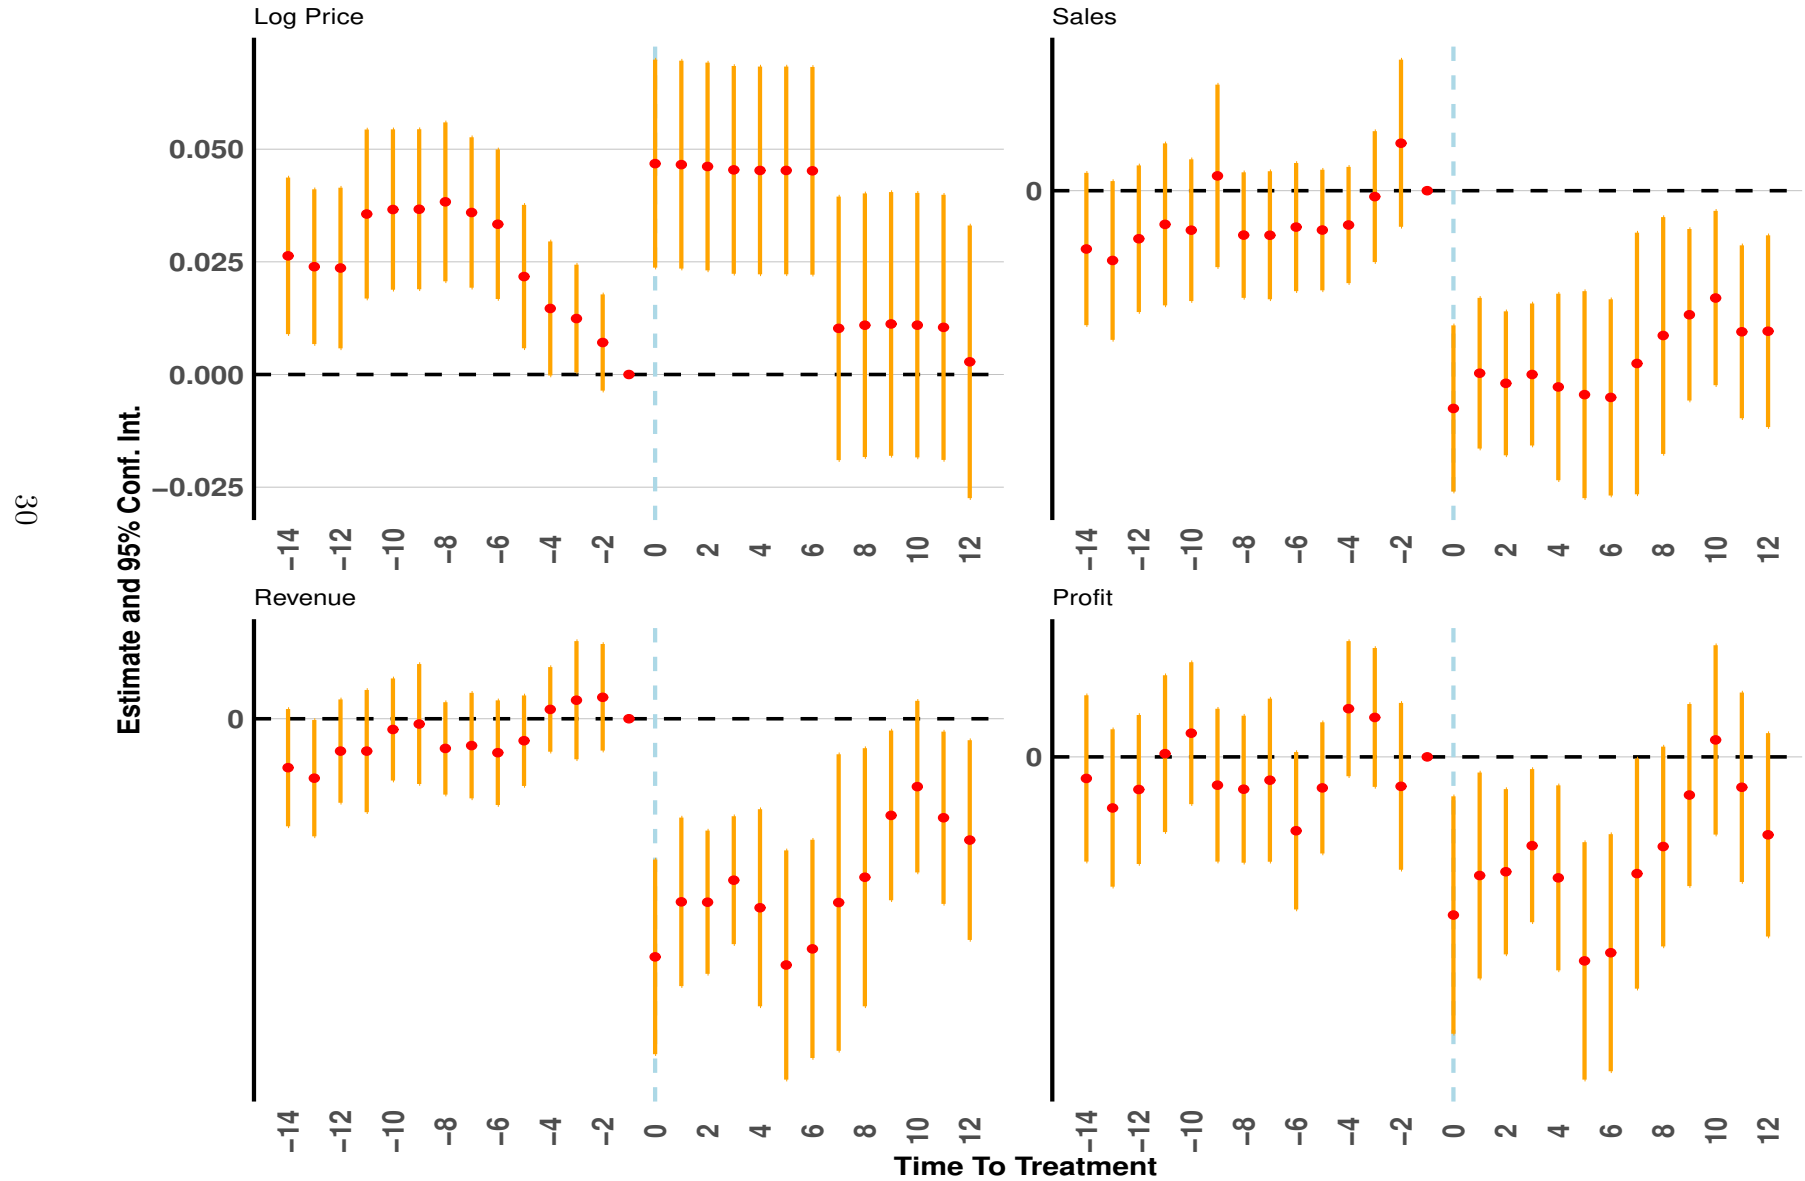 Log Price
0.050
0.025
0.000
−0.025
−14 −12 −10 −8 −6 −4 −2 0 2 4 6 8 10 12
Sales
0
−14 −12 −10 −8 −6 −4 −2 0 2 4 6 8 10 12
Revenue
0
−14 −12 −10 −8 −6 −4 −2 0 2 4 6 8 10 12
Profit
0
−14 −12 −10 −8 −6 −4 −2 0 2 4 6 8 10 12
Estimate and 95% Conf. Int.
Time To Treatment
30